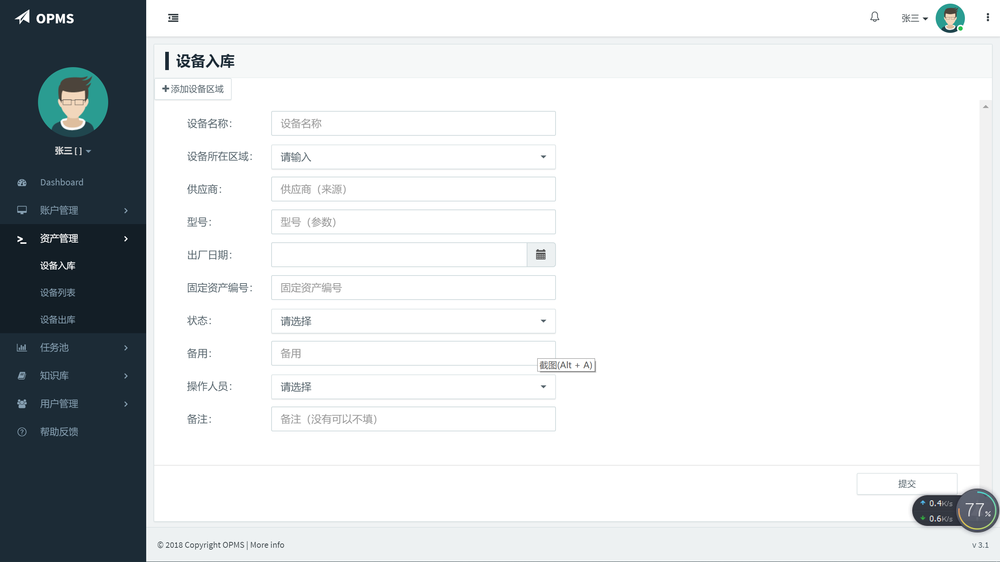 OPMS
张三
张三 [ ]
Dashboard
账户管理
资产管理
设备入库
设备列表
设备出库
任务池
知识库
用户管理
帮助反馈
设备入库
添加设备区域
设备名称：
设备名称
设备所在区域：
请输入
供应商：
供应商（来源）
型号：
型号（参数）
出厂日期：
固定资产编号：
固定资产编号
状态：
请选择
备用：
备用
截图(Alt + A)
操作人员：
请选择
备注：
备注（没有可以不填）
提交
0.4K/s
0.6K/s
77%
© 2018 Copyright OPMS | More info
v 3.1